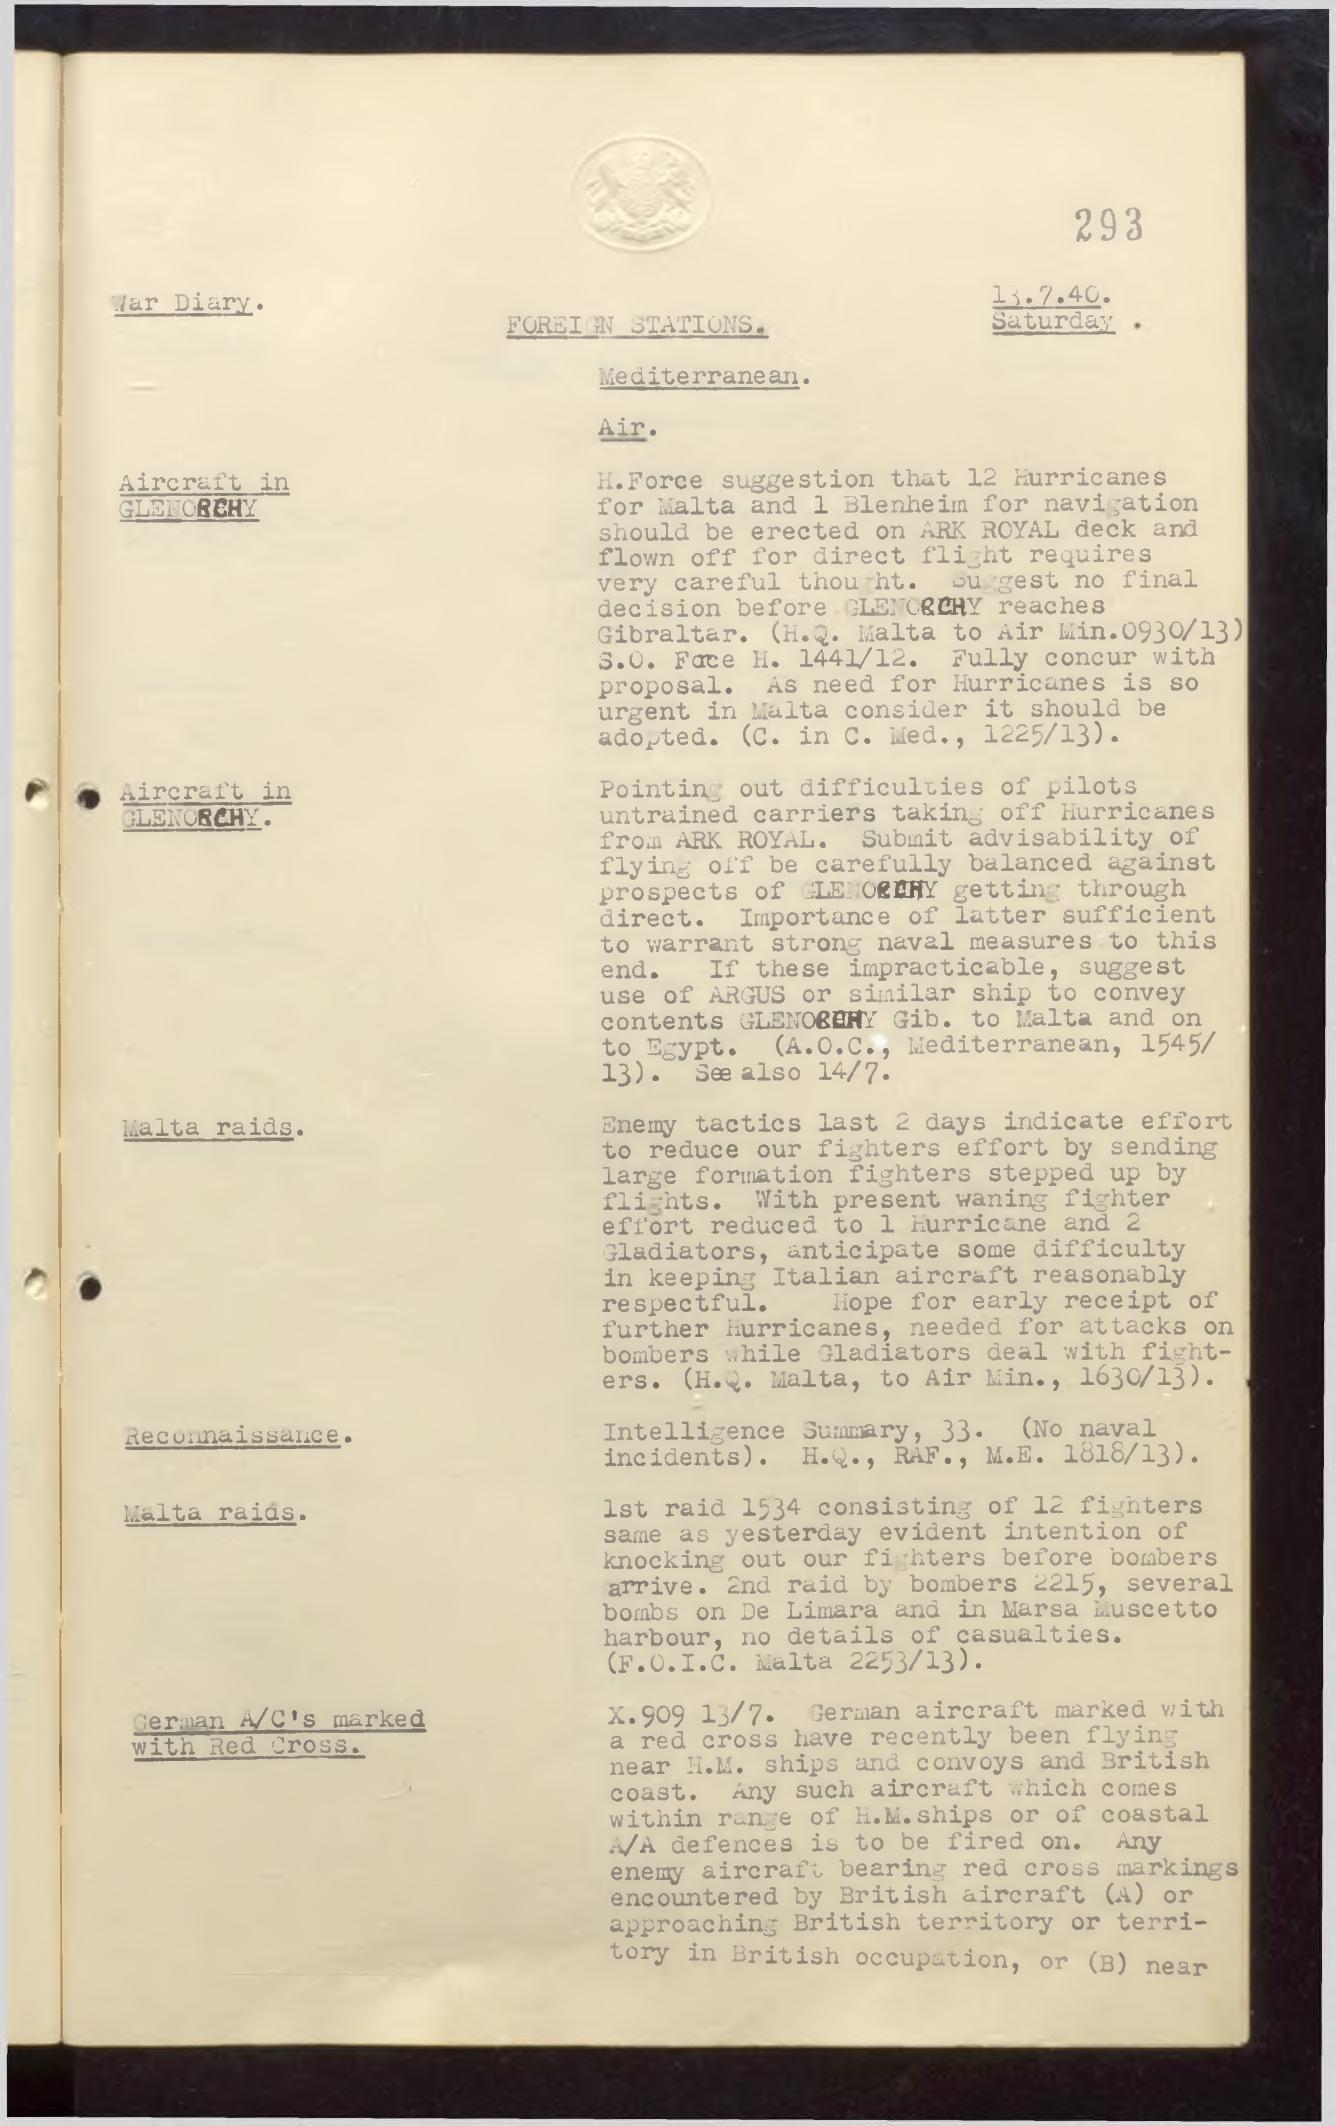 293
War Diary.
13.7.40.
FOREIGN STATIONS.
Saturday.
Mediterranean.
Air.
Aircraft in
GLENORCHY
H.Force suggestion that 12 Hurricanes
for Malta and 1 Blenheim for navigation
should be erected on ARK ROYAL deck and
flown off for direct flight requires
very careful thought. Suggest no final
decision before GLENORCHY reaches
Gibraltar. (H.Q. Malta to Air Min.0930/13)
S.O. Force H. 1441/12. Fully concur with
proposal. As need for Hurricanes is so
urgent in Malta consider it should be
adopted. (C. in C. Med., 1225/13).
Aircraft in
GLENORCHY.
Pointing out difficulties of pilots
untrained carriers taking off Hurricanes
from ARK ROYAL. Submit advisability of
flying off be carefully balanced against
prospects of GLENORCHY getting through
direct. Importance of latter sufficient
to warrant strong naval measures to this
end. If these impracticable, suggest
use of ARGUS or similar ship to convey
contents GLENORCHY Gib. to Malta and on
to Egypt. (A.O.C., Mediterranean, 1545/
13). See also 14/7.
Malta raids.
Enemy tactics last 2 days indicate effort
to reduce our fighters effort by sending
large formation fighters stepped up by
flights. With present waning fighter
effort reduced to 1 Hurricane and 2
Gladiators, anticipate some difficulty
in keeping Italian aircraft reasonably
respectful. Hope for early receipt of
further Hurricanes, needed for attacks on
bombers while Gladiators deal with fight-
ers. (H.Q. Malta, to Air Min., 1630/13).
Reconnaissance.
Intelligence Summary, 33. (No naval
incidents). H.Q., RAF., M.E. 1818/13).
Malta raids.
1st raid 1534 consisting of 12 fighters
same as yesterday evident intention of
knocking out our fighters before bombers
arrive. 2nd raid by bombers 2215, several
bombs on De Limara and in Marsa Muscetto
harbour, no details of casualties.
(F.O.I.C. Malta 2253/13).
German A/C's marked
with Red Cross.
X.909 13/7. German aircraft marked with
a red cross have recently been flying
near H.M. ships and convoys and British
coast. Any such aircraft which comes
within range of H.M.ships or of coastal
A/A defences is to be fired on. Any
enemy aircraft bearing red cross markings
encountered by British aircraft (A) or
approaching British territory or terri-
tory in British occupation, or (B) near